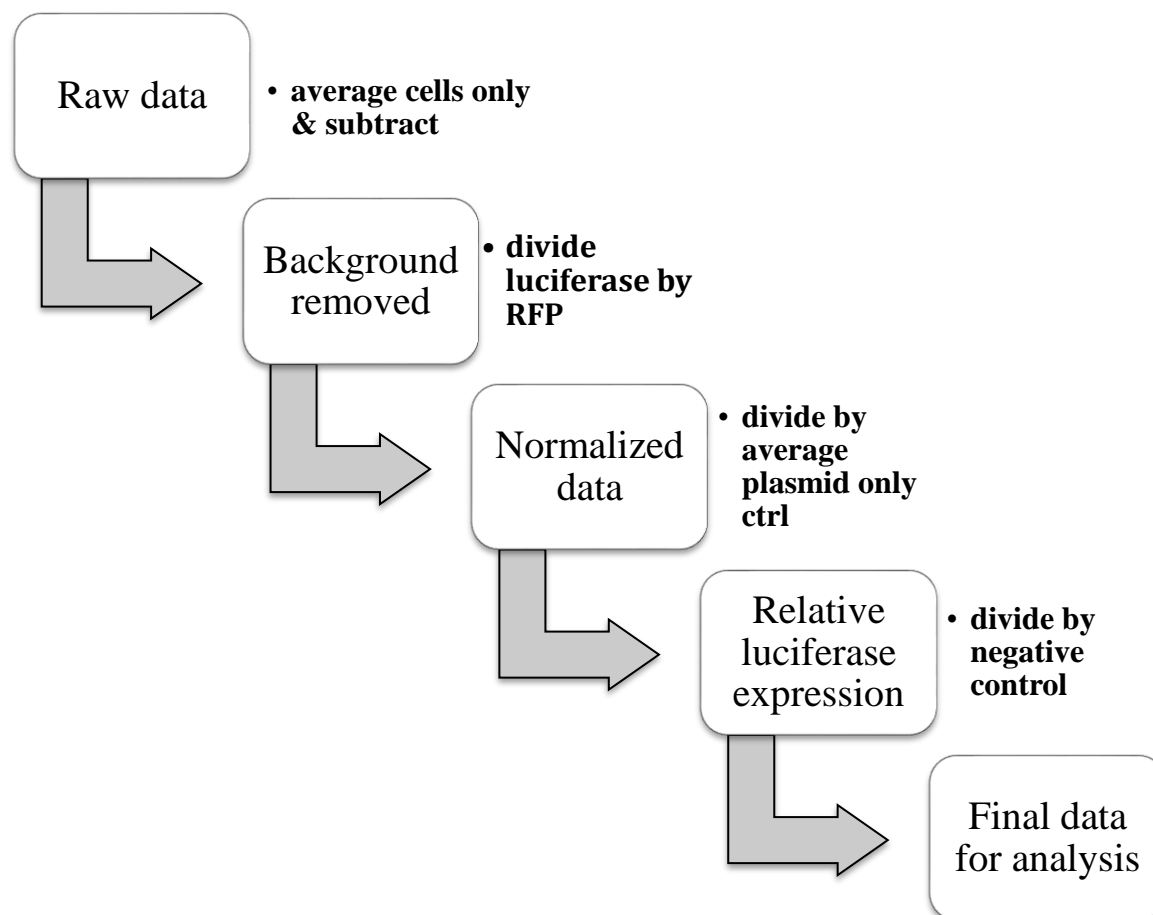 Raw data
• average cells only
& subtract
Background
removed
• divide
luciferase by
RFP
Normalized
data
• divide by
average
plasmid only
ctrl
Relative
luciferase
expression
• divide by
negative
control
Final data
for analysis